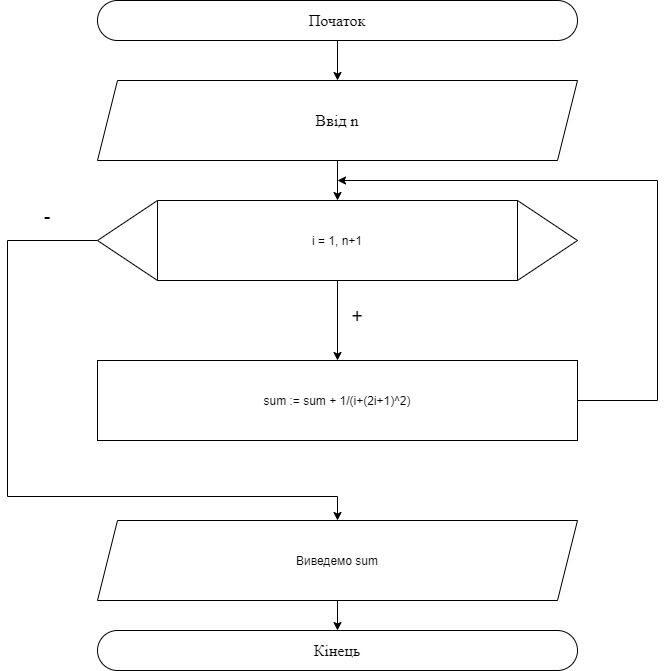 Початок
Ввід n
-
i = 1, n+1
+
sum := sum + 1/(i+(2i+1)^2)
Виведемо sum
Кінець